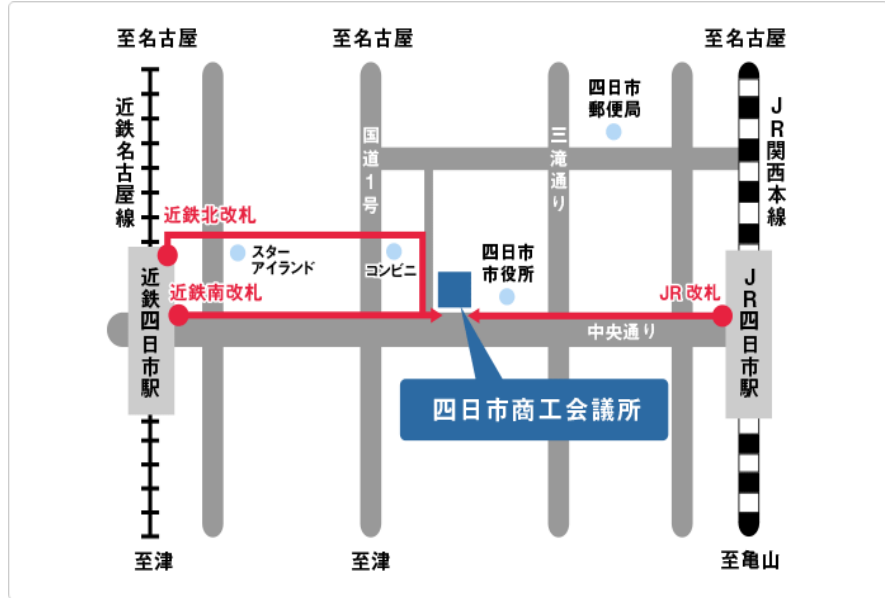 至名古屋
至名古屋
至名古屋
近鉄名古屋線
国道1号
三滝通り
四日市
郵便局
JR関西本線
近鉄北改札
スター
アイランド
コンビニ
四日市
市役所
近鉄南改札
JR改札
近鉄四日市駅
JR四日市駅
中央通り
四日市商工会議所
至津
至津
至亀山